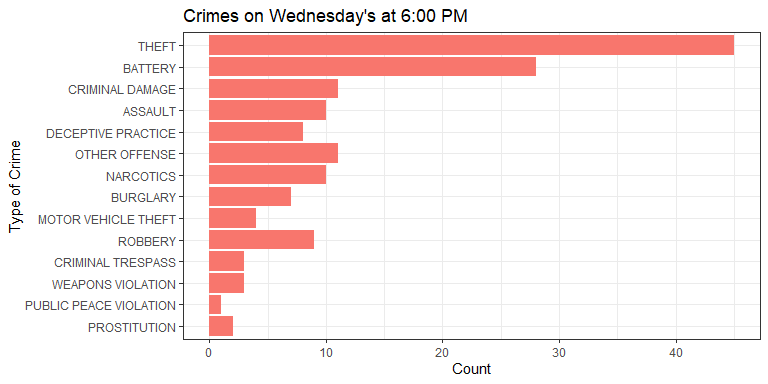 Crimes on Wednesday's at 6:00 PM
Type of Crime
THEFT
BATTERY
CRIMINAL DAMAGE
ASSAULT
DECEPTIVE PRACTICE
OTHER OFFENSE
NARCOTICS
BURGLARY
MOTOR VEHICLE THEFT
ROBBERY
CRIMINAL TRESPASS
WEAPONS VIOLATION
PUBLIC PEACE VIOLATION
PROSTITUTION
0 10 20 30 40
Count